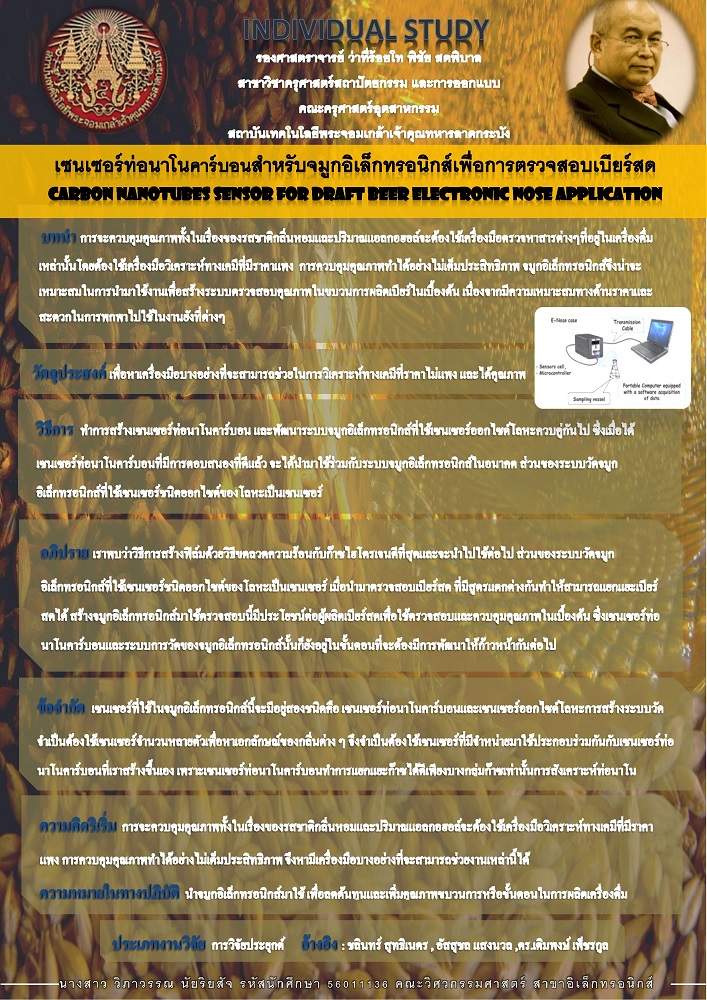 INDIVIDUAL STUDY
รองศาสตราจารย์ ว่าที่ร้อยโท พิชัย สดพิบาล
สาขาวิชาครุศาสตร์สถาปัตยกรรม และการออกแบบ
คณะครุศาสตร์อุตสาหกรรม
สถาบันเทคโนโลยีพระจอมเกล้าเจ้าคุณทหารลาดกระบัง
เซนเซอร์ท่อนาโนคาร์บอนสำหรับจมูกอิเล็กทรอนิกส์เพื่อการตรวจสอบเบียร์สด
CARBON NANOTUBES SENSOR FOR DRAFT BEER ELECTRONIC NOSE APPLICATION
บทนำ การจะควบคุมคุณภาพทั้งในเรื่องของรสชาติกลิ่นหอมและปริมาณแอลกอฮอล์จะต้องใช้เครื่องมือตรวจหาสารต่างๆที่อยู่ในเครื่องดื่ม
เหล่านั้นโดยต้องใช้เครื่องมือวิเคราะห์ทางเคมีที่มีราคาแพง การควบคุมคุณภาพทำได้อย่างไม่เต็มประสิทธิภาพ จมูกอิเล็กทรอนิกส์จึงน่าจะ
เหมาะสมในการนำมาใช้งานเพื่อสร้างระบบตรวจสอบคุณภาพในขบวนการผลิตเบียร์ในเบื้องต้น เนื่องจากมีความเหมาะสมทางด้านราคาและ
สะดวกในการพกพาไปใช้ในงานยังที่ต่างๆ
E-Nose case
Transmission
Cable
- Sensors cell,
- Microcontroller
Sampling vessel
Portable Computer equipped
with a software acquisition
of data.
วัตถุประสงค์ เพื่อหาเครื่องมือบางอย่างที่จะสามารถช่วยในการวิเคราะห์ทางเคมีที่ราคาไม่แพง และได้คุณภาพ
วิธีการ ทำการสร้างเซนเซอร์ท่อนาโนคาร์บอน และพัฒนาระบบจมูกอิเล็กทรอนิกส์ที่ใช้เซนเซอร์ออกไซด์โลหะควบคู่กันไป ซึ่งเมื่อได้
เซนเซอร์ท่อนาโนคาร์บอนที่มีการตอบสนองที่ดีแล้ว จะได้นำมาใช้ร่วมกับระบบจมูกอิเล็กทรอนิกส์ในอนาคต ส่วนของระบบวัดจมูก
อิเล็กทรอนิกส์ที่ใช้เซนเซอร์ชนิดออกไซด์ของโลหะเป็นเซนเซอร์
อภิปราย เราพบว่าวิธีการสร้างฟิล์มด้วยวิธีขดลวดความร้อนกับก๊าซไฮโดรเจนดีที่สุดและจะนำไปใช้ต่อไป ส่วนของระบบวัดจมูก
อิเล็กทรอนิกส์ที่ใช้เซนเซอร์ชนิดออกไซด์ของโลหะเป็นเซนเซอร์ เมื่อนำมาตรวจสอบเบียร์สด ที่มีสูตรแตกต่างกันทำให้สามารถแยกแยะเบียร์
สดได้ สร้างจมูกอิเล็กทรอนิกส์มาใช้ตรวจสอบนี้มีประโยชน์ต่อผู้ผลิตเบียร์สดเพื่อใช้ตรวจสอบและควบคุมคุณภาพในเบื้องต้น ซึ่งเซนเซอร์ท่อ
นาโนคาร์บอนและระบบการวัดของจมูกอิเล็กทรอนิกส์นั้นก็ยังอยู่ในขั้นตอนที่จะต้องมีการพัฒนาให้ก้าวหน้ากันต่อไป
ข้อจำกัด เซนเซอร์ที่ใช้ในจมูกอิเล็กทรอนิกส์นี้จะมีอยู่สองชนิดคือ เซนเซอร์ท่อนาโนคาร์บอนและเซนเซอร์ออกไซด์โลหะการสร้างระบบวัด
จำเป็นต้องใช้เซนเซอร์จำนวนหลายตัวเพื่อหาเอกลักษณ์ของกลิ่นต่าง ๆ จึงจำเป็นต้องใช้เซนเซอร์ที่มีจำหน่ายมาใช้ประกอบร่วมกันกับเซนเซอร์ท่อ
นาโนคาร์บอนที่เราสร้างขึ้นเอง เพราะเซนเซอร์ท่อนาโนคาร์บอนทำการแยกแยะก๊าซได้ดีเพียงบางกลุ่มก๊าซเท่านั้นการสังเคราะห์ท่อนาโน
ความคิดริเริ่ม การจะควบคุมคุณภาพทั้งในเรื่องของรสชาติกลิ่นหอมและปริมาณแอลกอฮอล์จะต้องใช้เครื่องมือวิเคราะห์ทางเคมีที่มีราคา
แพง การควบคุมคุณภาพทำได้อย่างไม่เต็มประสิทธิภาพ จึงหามีเครื่องมือบางอย่างที่จะสามารถช่วยงานเหล่านี้ได้
ความหมายในทางปฏิบัติ นำจมูกอิเล็กทรอนิกส์มาใช้ เพื่อลดต้นทุนและเพิ่มคุณภาพขบวนการหรือขั้นตอนในการผลิตเครื่องดื่ม
ประเภทงานวิจัย การวิจัยประยุกต์ อ้างอิง : ชลินทร์ สุทธิเนตร , อัสสุชล แสงนวล ,ดร.เติมพงษ์ เพ็ชรกูล
นางสาว วิภาวรรณ นัยริยสัจ รหัสนักศึกษา 56011136 คณะวิศวกรรมศาสตร์ สาขาอิเล็กทรอนิกส์